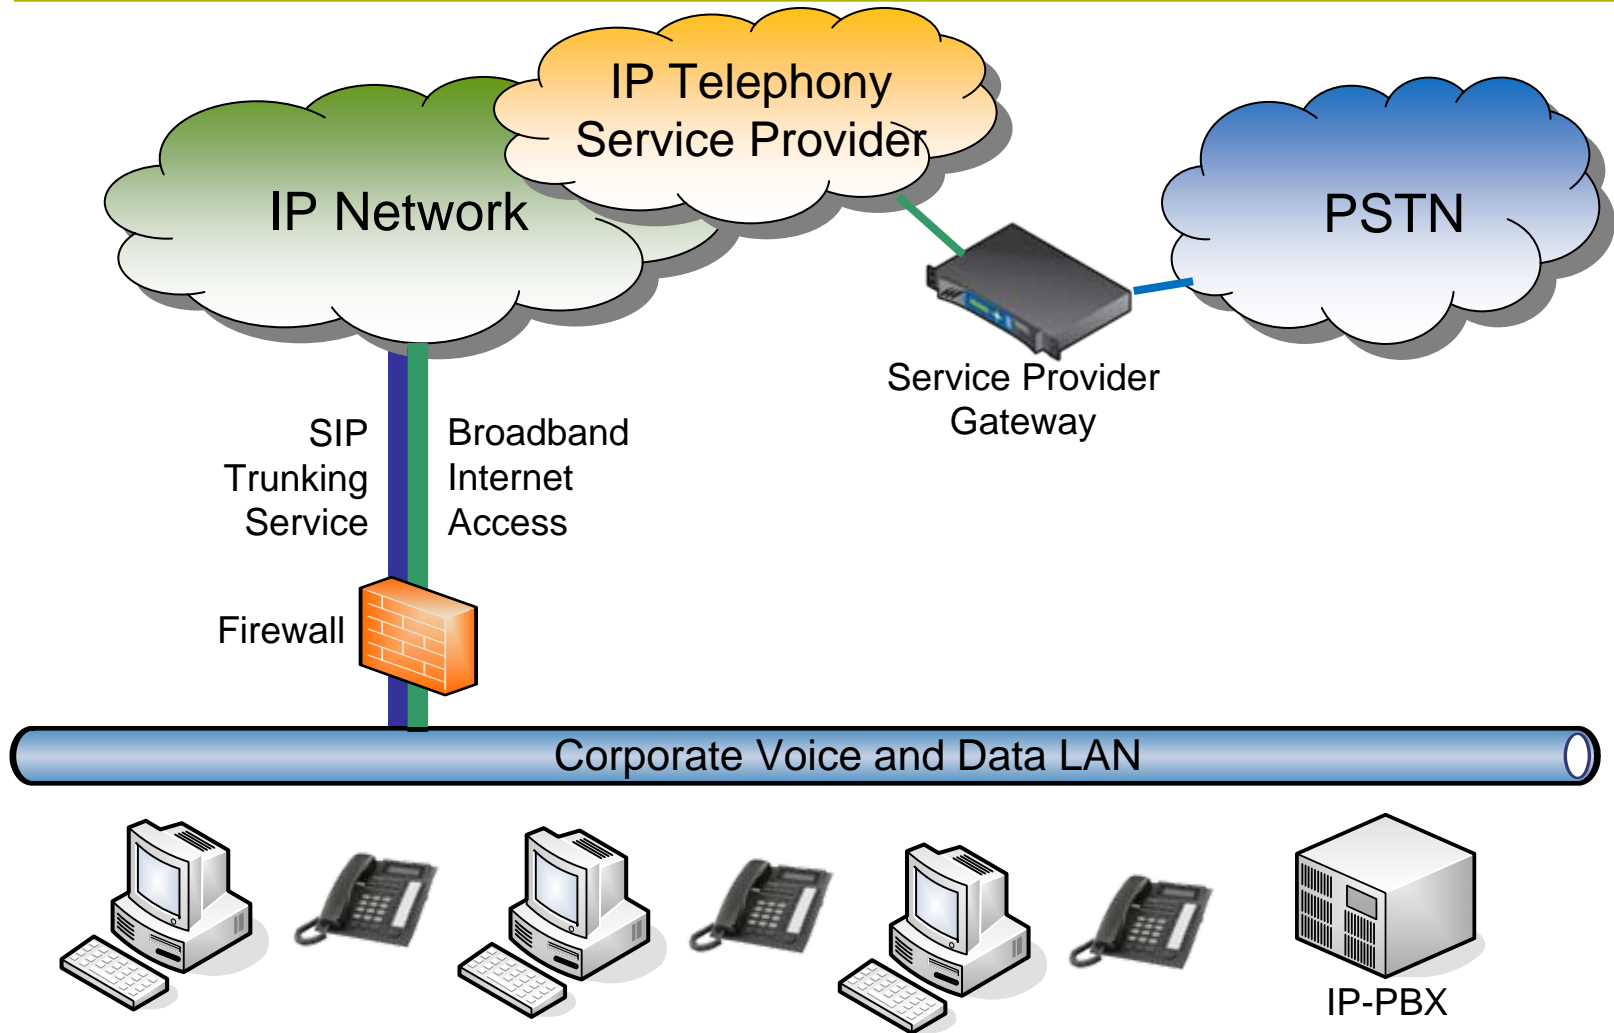 IP Telephony
Service Provider
IP Network
PSTN
Service Provider
Gateway
SIP
Trunking
Service
Broadband
Internet
Access
Firewall
Corporate Voice and Data LAN
IP-PBX